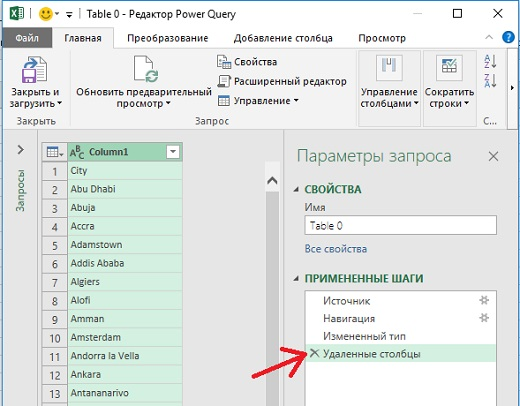 Table 0 - Редактор Power Query
Файл
Главная
Преобразование
Добавление столбца
Просмотр
Закрыть и загрузить
Закрыть
Обновить предварительный просмотр
Свойства
Расширенный редактор
Управление
Запрос
Управление столбцами
Сократить строки
С...
Запросы
Column1
1 City
2 Abu Dhabi
3 Abuja
4 Accra
5 Adamstown
6 Addis Ababa
7 Algiers
8 Alofi
9 Amman
10 Amsterdam
11 Andorra la Vella
12 Ankara
13 Antananarivo
Параметры запроса
СВОЙСТВА
Имя
Table 0
Все свойства
ПРИМЕНЕННЫЕ ШАГИ
Источник
Навигация
Измененный тип
Удаленные столбцы